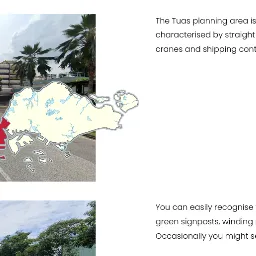 The Tuas planning area is
characterised by straight
cranes and shipping cont
You can easily recognise
green signposts, winding
Occasionally you might s